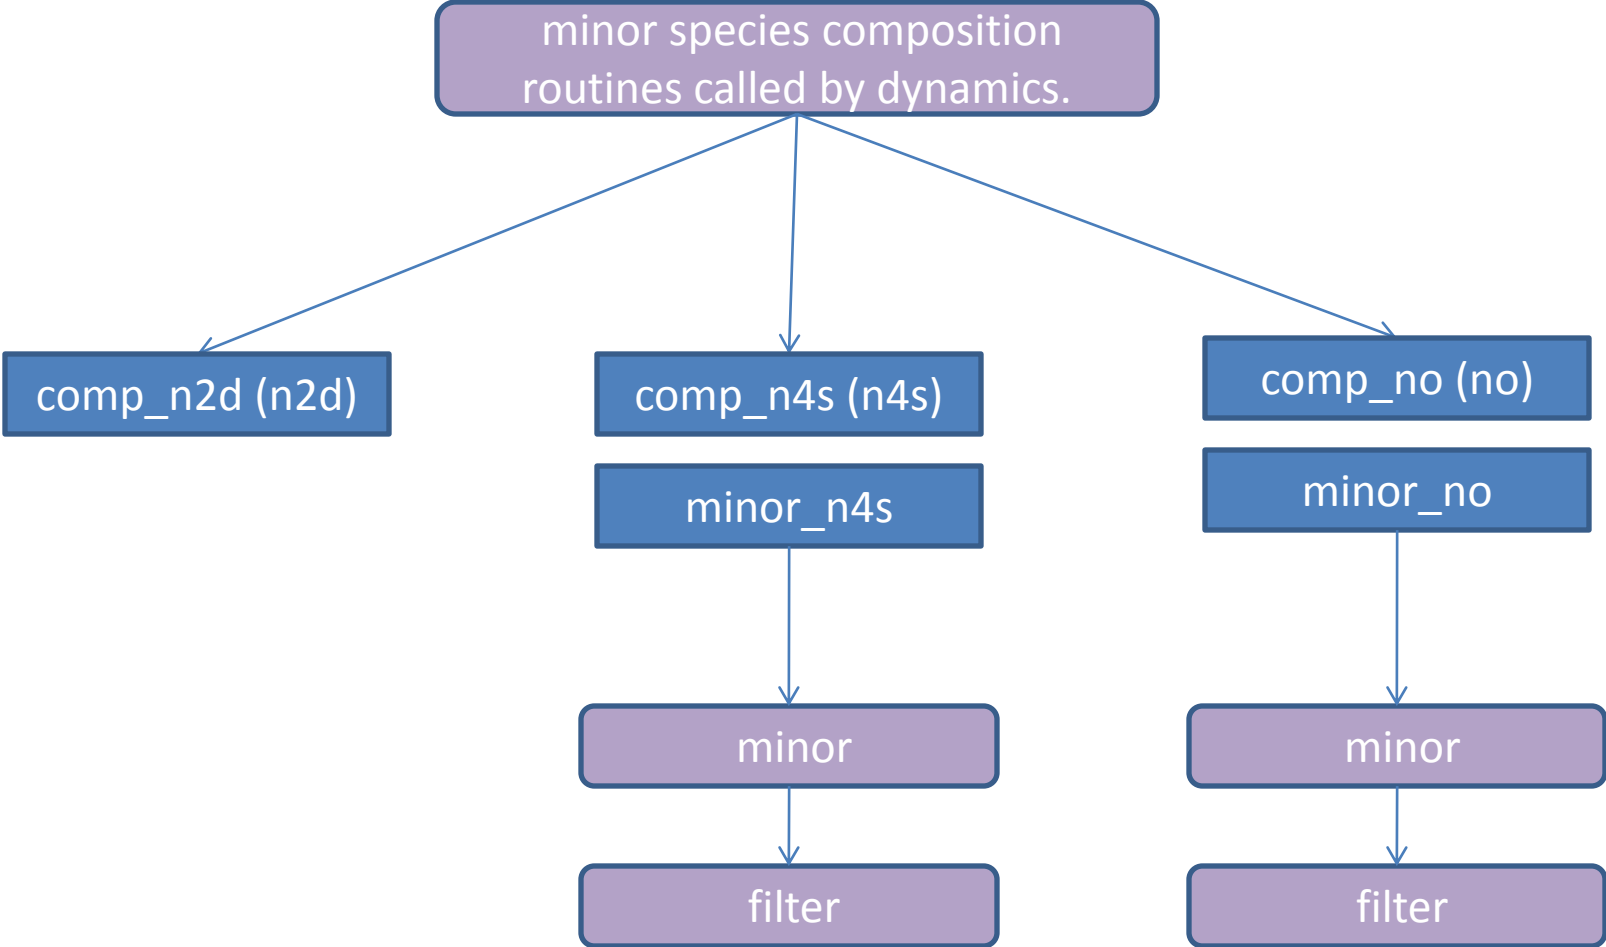 minor species composition
routines called by dynamics.
comp_n2d (n2d)
comp_n4s (n4s)
comp_no (no)
minor_n4s
minor_no
minor
minor
filter
filter